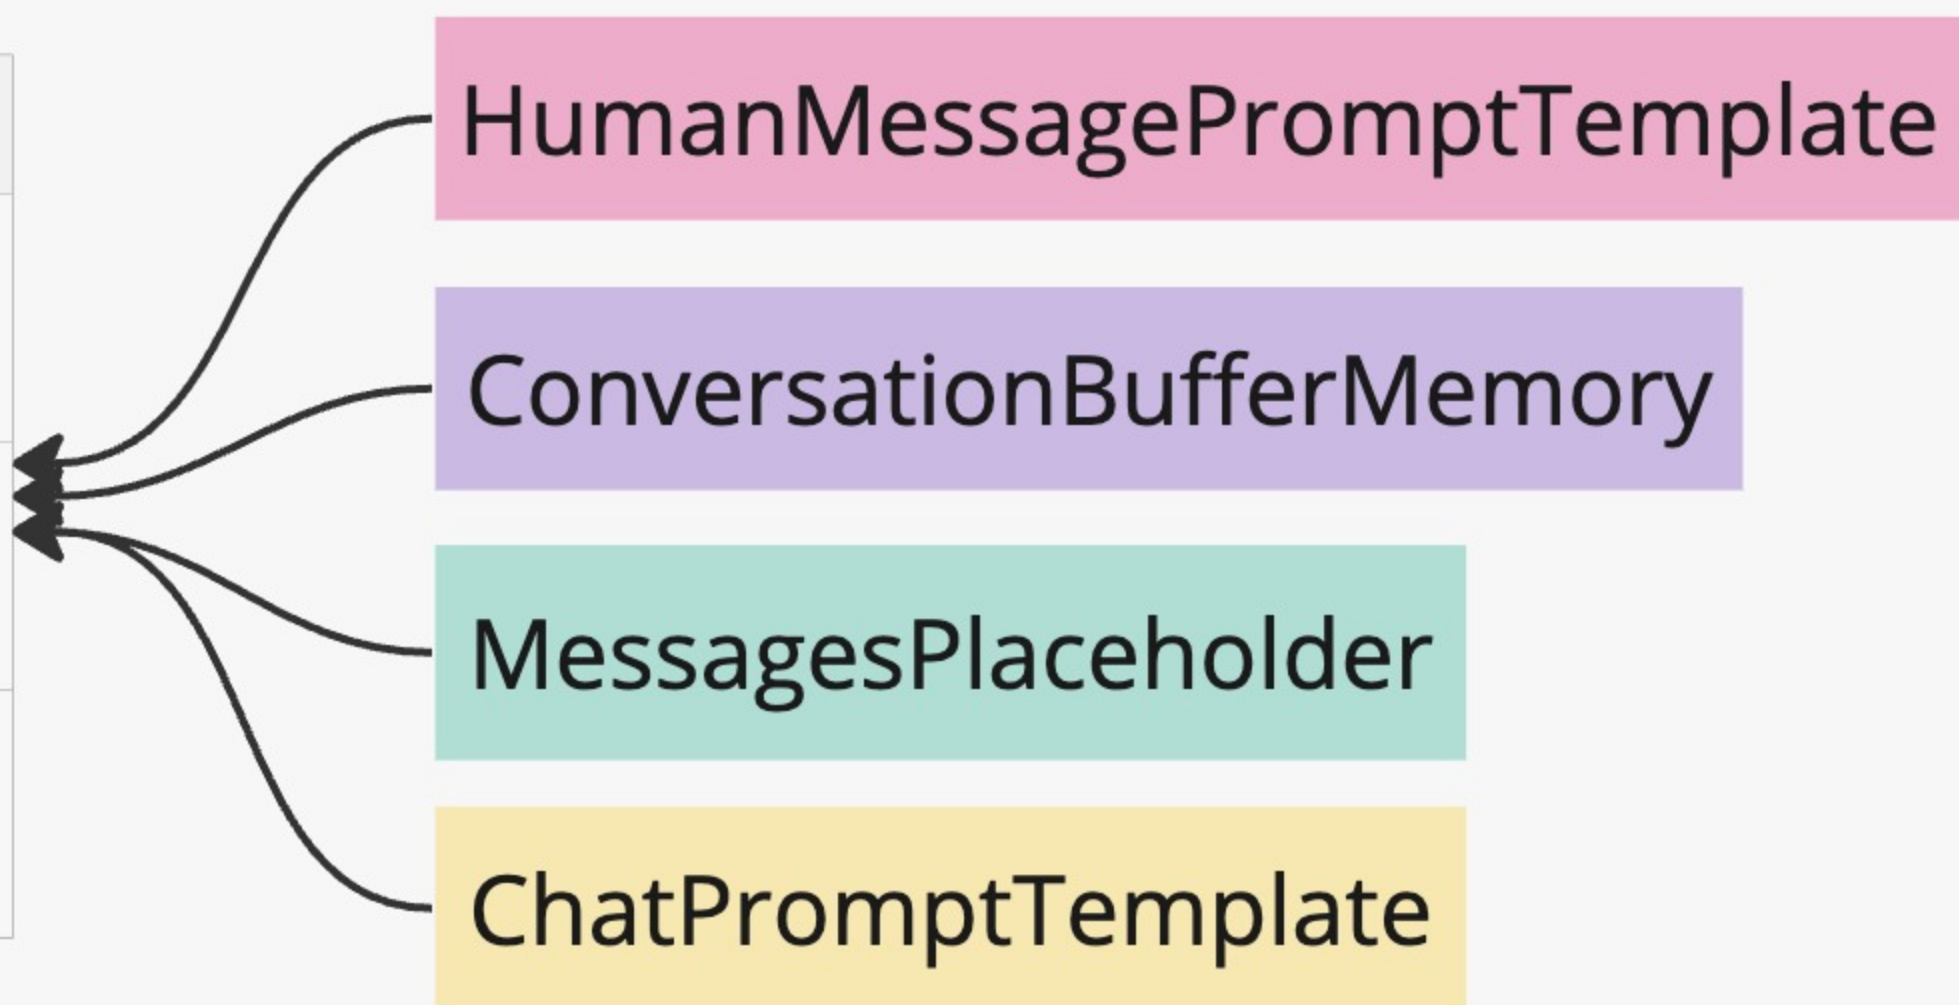 HumanMessagePromptTemplate
ConversationBufferMemory
MessagesPlaceholder
ChatPromptTemplate